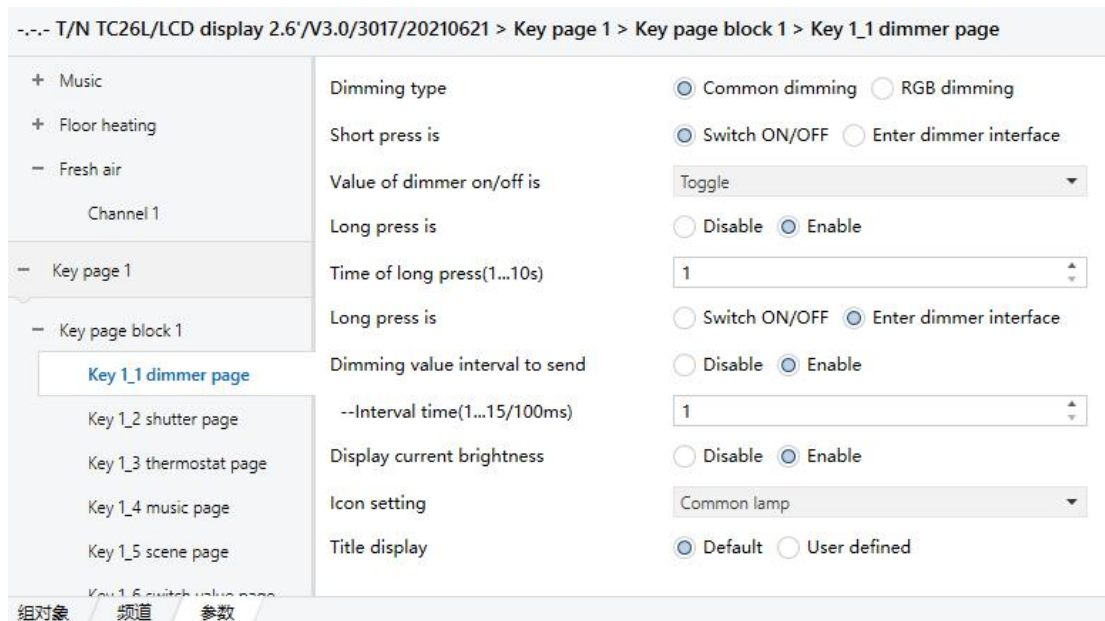 -.-.- T/N TC26L/LCD display 2.6'/V3.0/3017/20210621 > Key page 1 > Key page block 1 > Key 1_1 dimmer page
+ Music
+ Floor heating
− Fresh air
Channel 1
− Key page 1
− Key page block 1
Key 1_1 dimmer page
Key 1_2 shutter page
Key 1_3 thermostat page
Key 1_4 music page
Key 1_5 scene page
Key 1_6 switch value page
Dimming type Common dimming RGB dimming
Short press is Switch ON/OFF Enter dimmer interface
Value of dimmer on/off is Toggle
Long press is Disable Enable
Time of long press(1...10s) 1
Long press is Switch ON/OFF Enter dimmer interface
Dimming value interval to send Disable Enable
--Interval time(1...15/100ms) 1
Display current brightness Disable Enable
Icon setting Common lamp
Title display Default User defined
组对象 频道 参数